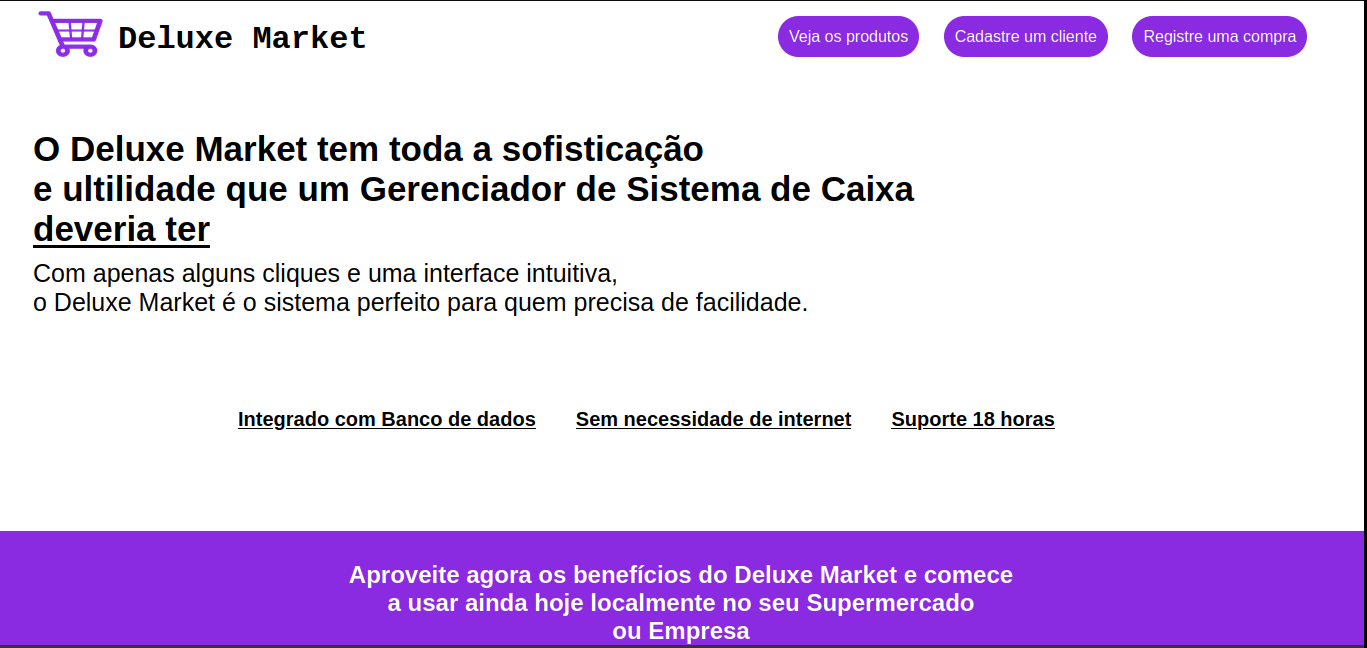 Deluxe Market
Veja os produtos
Cadastre um cliente
Registre uma compra
O Deluxe Market tem toda a sofisticação
e ultilidade que um Gerenciador de Sistema de Caixa
deveria ter
Com apenas alguns cliques e uma interface intuitiva,
o Deluxe Market é o sistema perfeito para quem precisa de facilidade.
Integrado com Banco de dados
Sem necessidade de internet
Suporte 18 horas
Aproveite agora os benefícios do Deluxe Market e comece
a usar ainda hoje localmente no seu Supermercado
ou Empresa